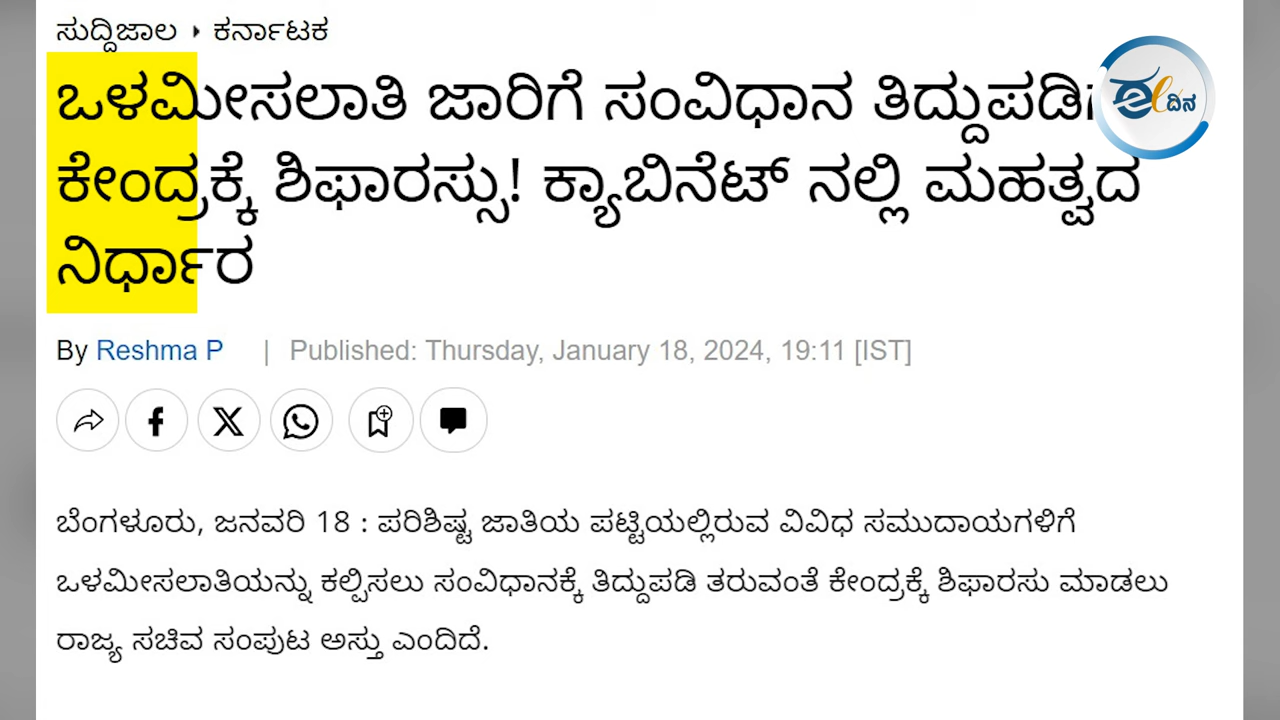 ಸುದ್ದಿಜಾಲ ಕರ್ನಾಟಕ
ಒಳಮೀಸಲಾತಿ ಜಾರಿಗೆ ಸಂವಿಧಾನ
ಕೇಂದ್ರಕ್ಕೆ ಶಿಫಾರಸ್ಸು! ಕ್ಯಾಬಿನೆಟ್ ನಲ್ಲಿ ಮಹತ್ವದ
ನಿರ್ಧಾರ
By Reshma P | Published: Thursday, January 18, 2024, 19:11 [IST]
ಬೆಂಗಳೂರು, ಜನವರಿ 18 : ಪರಿಶಿಷ್ಟ ಜಾತಿಯ ಪಟ್ಟಿಯಲ್ಲಿರುವ ವಿವಿಧ ಸಮುದಾಯಗಳಿಗೆ
ಒಳಮೀಸಲಾತಿಯನ್ನು ಕಲ್ಪಿಸಲು ಸಂವಿಧಾನಕ್ಕೆ ತಿದ್ದುಪಡಿ ತರುವಂತೆ ಕೇಂದ್ರಕ್ಕೆ ಶಿಫಾರಸು ಮಾಡಲು
ರಾಜ್ಯ ಸಚಿವ ಸಂಪುಟ ಅಸ್ತು ಎಂದಿದೆ.